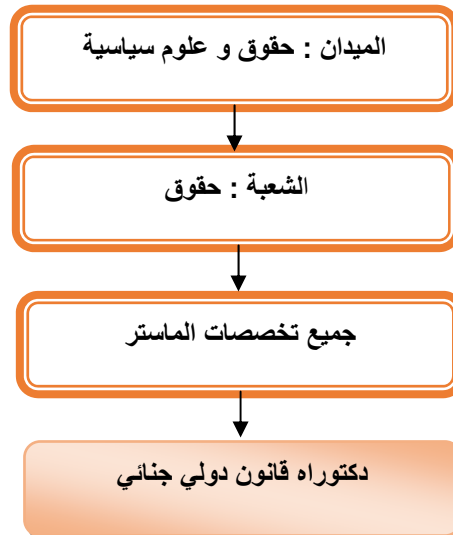 الميدان : حقوق و علوم سياسية
الشعبة : حقوق
جميع تخصصات الماستر
دكتوراه قانون دولي جنائي